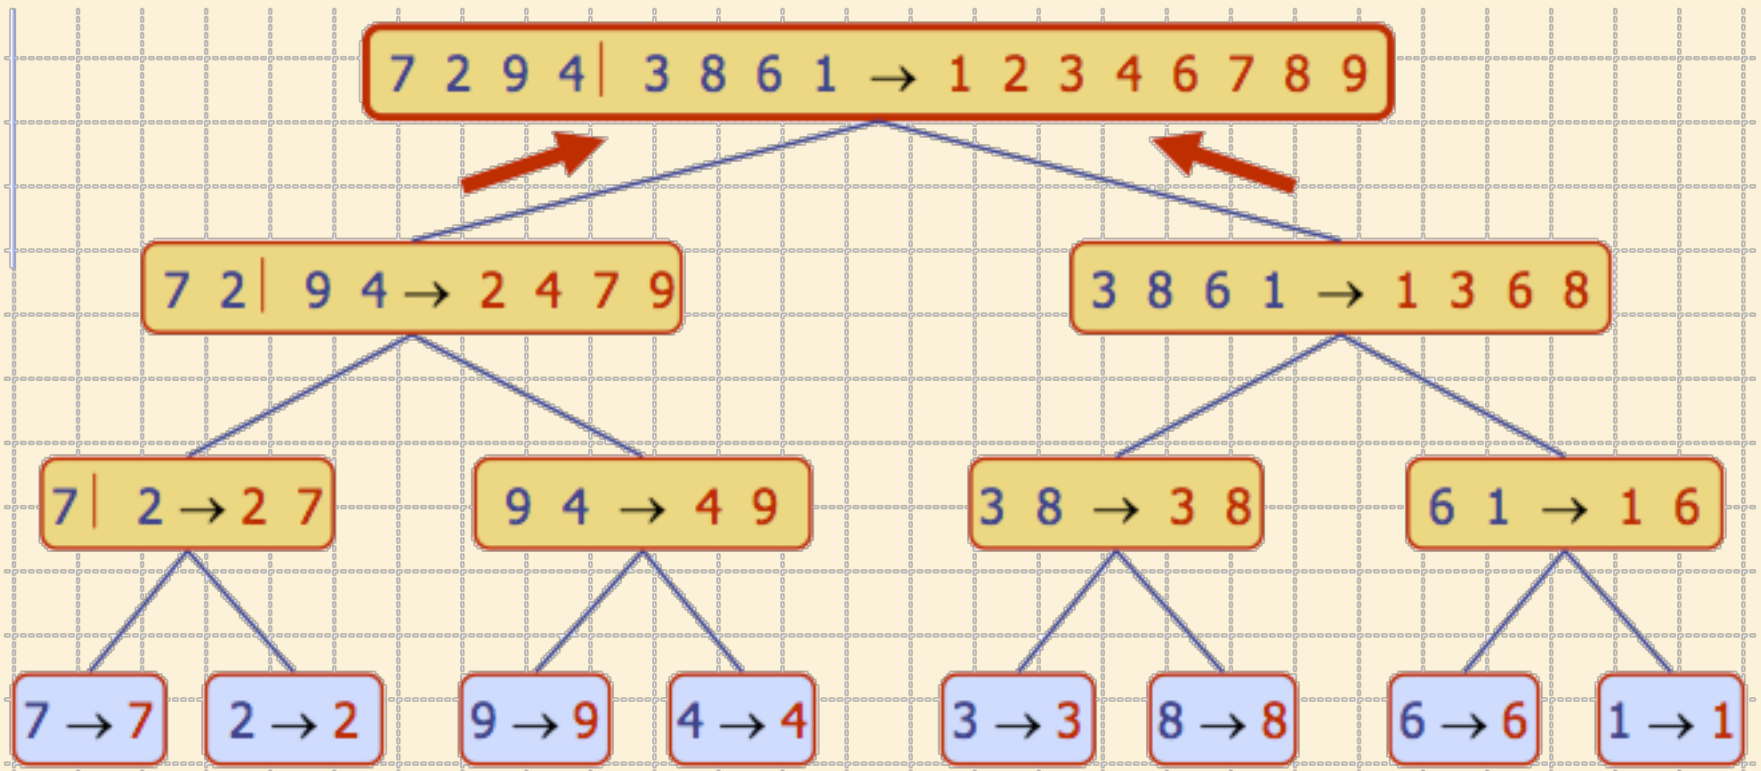 7 2 9 4| 3 8 6 1 → 1 2 3 4 6 7 8 9
7 2| 9 4 → 2 4 7 9
3 8 6 1 → 1 3 6 8
7| 2 → 2 7
9 4 → 4 9
3 8 → 3 8
6 1 → 1 6
7 → 7
2 → 2
9 → 9
4 → 4
3 → 3
8 → 8
6 → 6
1 → 1